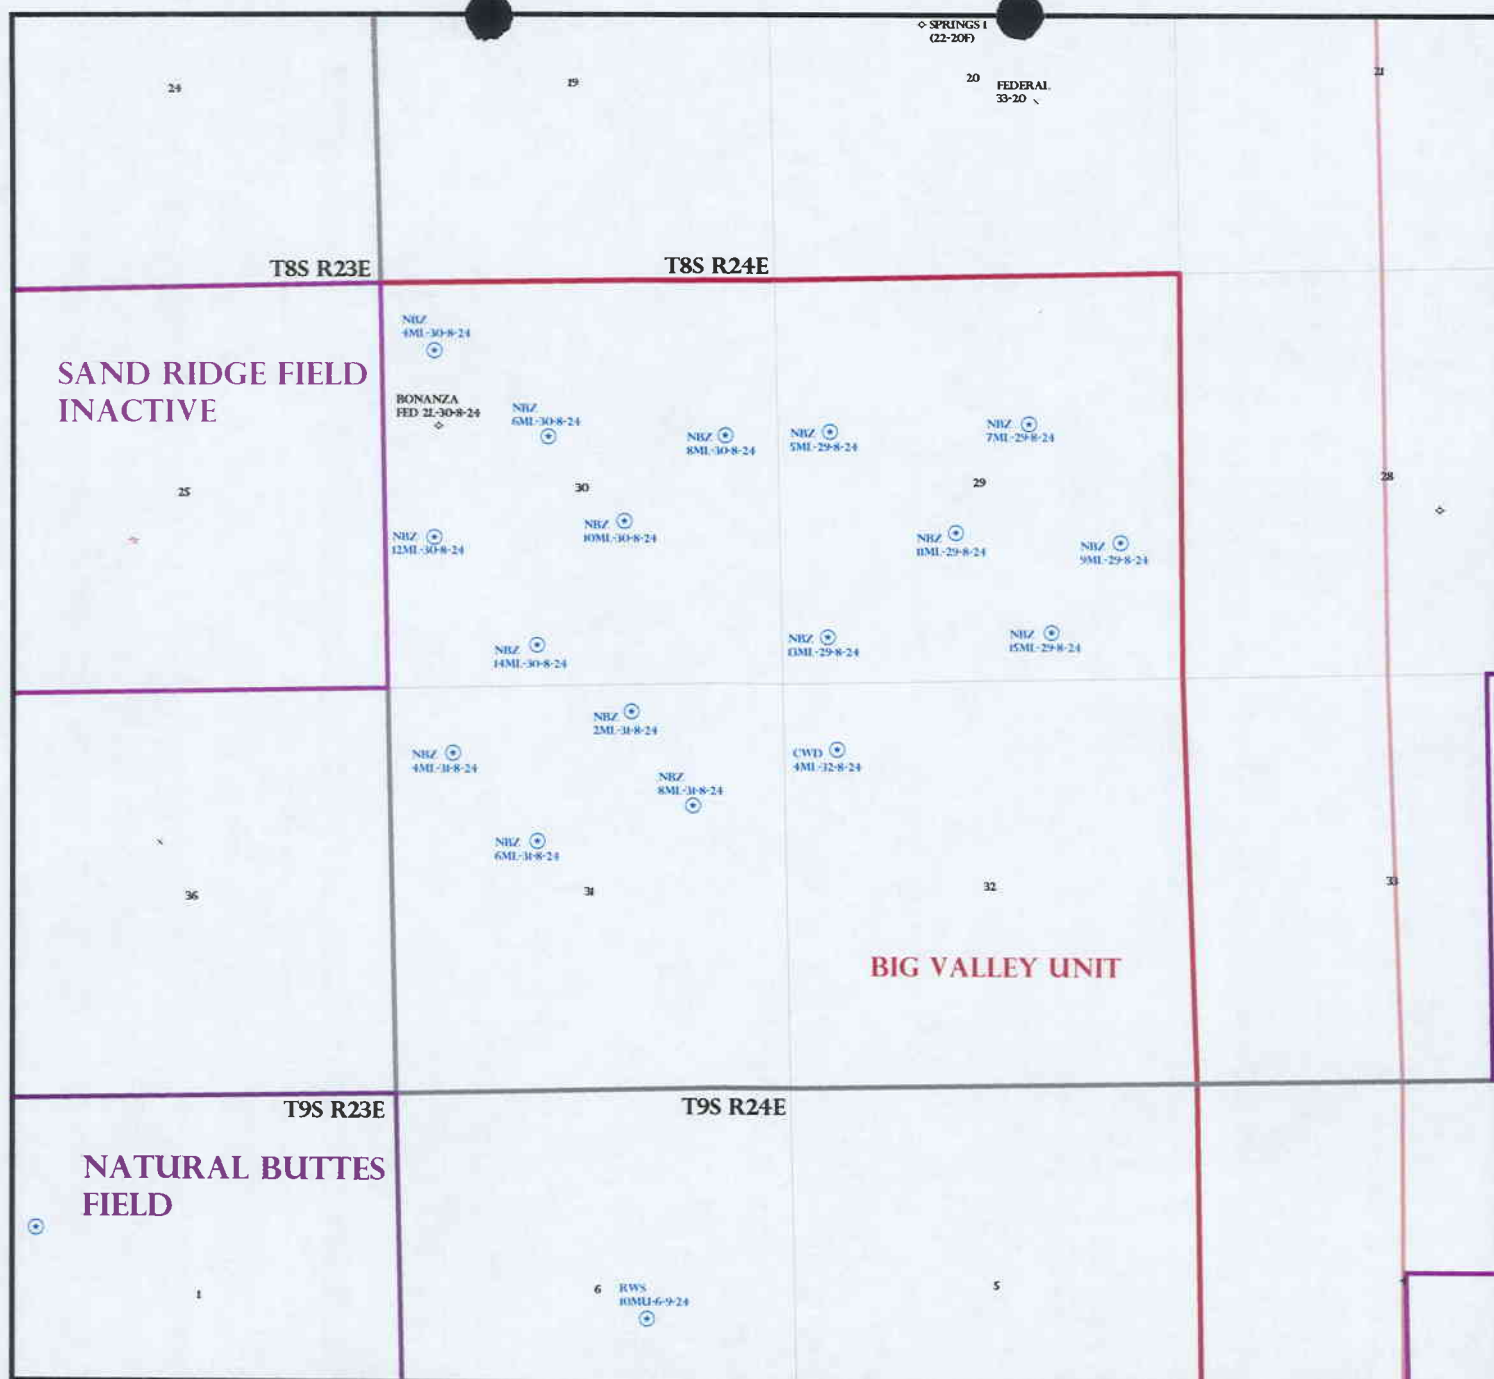 SPRINGS 1
(22-20F)
24
19
20
FEDERAL
33-20
21
T8S R23E
T8S R24E
SAND RIDGE FIELD
INACTIVE
NBZ
4ML-30-8-24
BONANZA
FED 2L-30-8-24
NBZ
6ML-30-8-24
NBZ
8ML-30-8-24
NBZ
5ML-29-8-24
NBZ
7ML-29-8-24
25
30
29
28
NBZ
12ML-30-8-24
NBZ
10ML-30-8-24
NBZ
11ML-29-8-24
NBZ
9ML-29-8-24
NBZ
14ML-30-8-24
NBZ
13ML-29-8-24
NBZ
15ML-29-8-24
NBZ
2ML-31-8-24
NBZ
4ML-31-8-24
CWD
4ML-32-8-24
NBZ
8ML-31-8-24
NBZ
6ML-31-8-24
36
31
32
33
BIG VALLEY UNIT
T9S R23E
T9S R24E
NATURAL BUTTES
FIELD
1
6
RWS
10MU-6-9-24
5